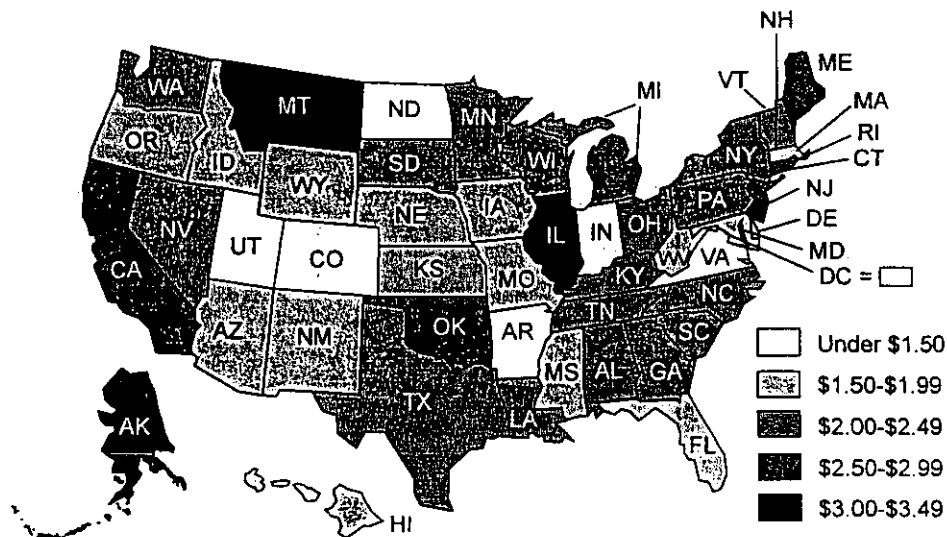 NH
ME
WA
MT
ND
MI
VT
MN
MA
OR
RI
ID
SD
WI
NY
CT
WY
NJ
PA
NE
IA
DE
NV
OH
IL
IN
MD
UT
WV
VA
CO
DC =
CA
KS
MO
KY
NC
TN
OK
Under $1.50
AZ
NM
AR
SC
$1.50-$1.99
MS
AL
GA
TX
$2.00-$2.49
LA
AK
FL
$2.50-$2.99
HI
$3.00-$3.49